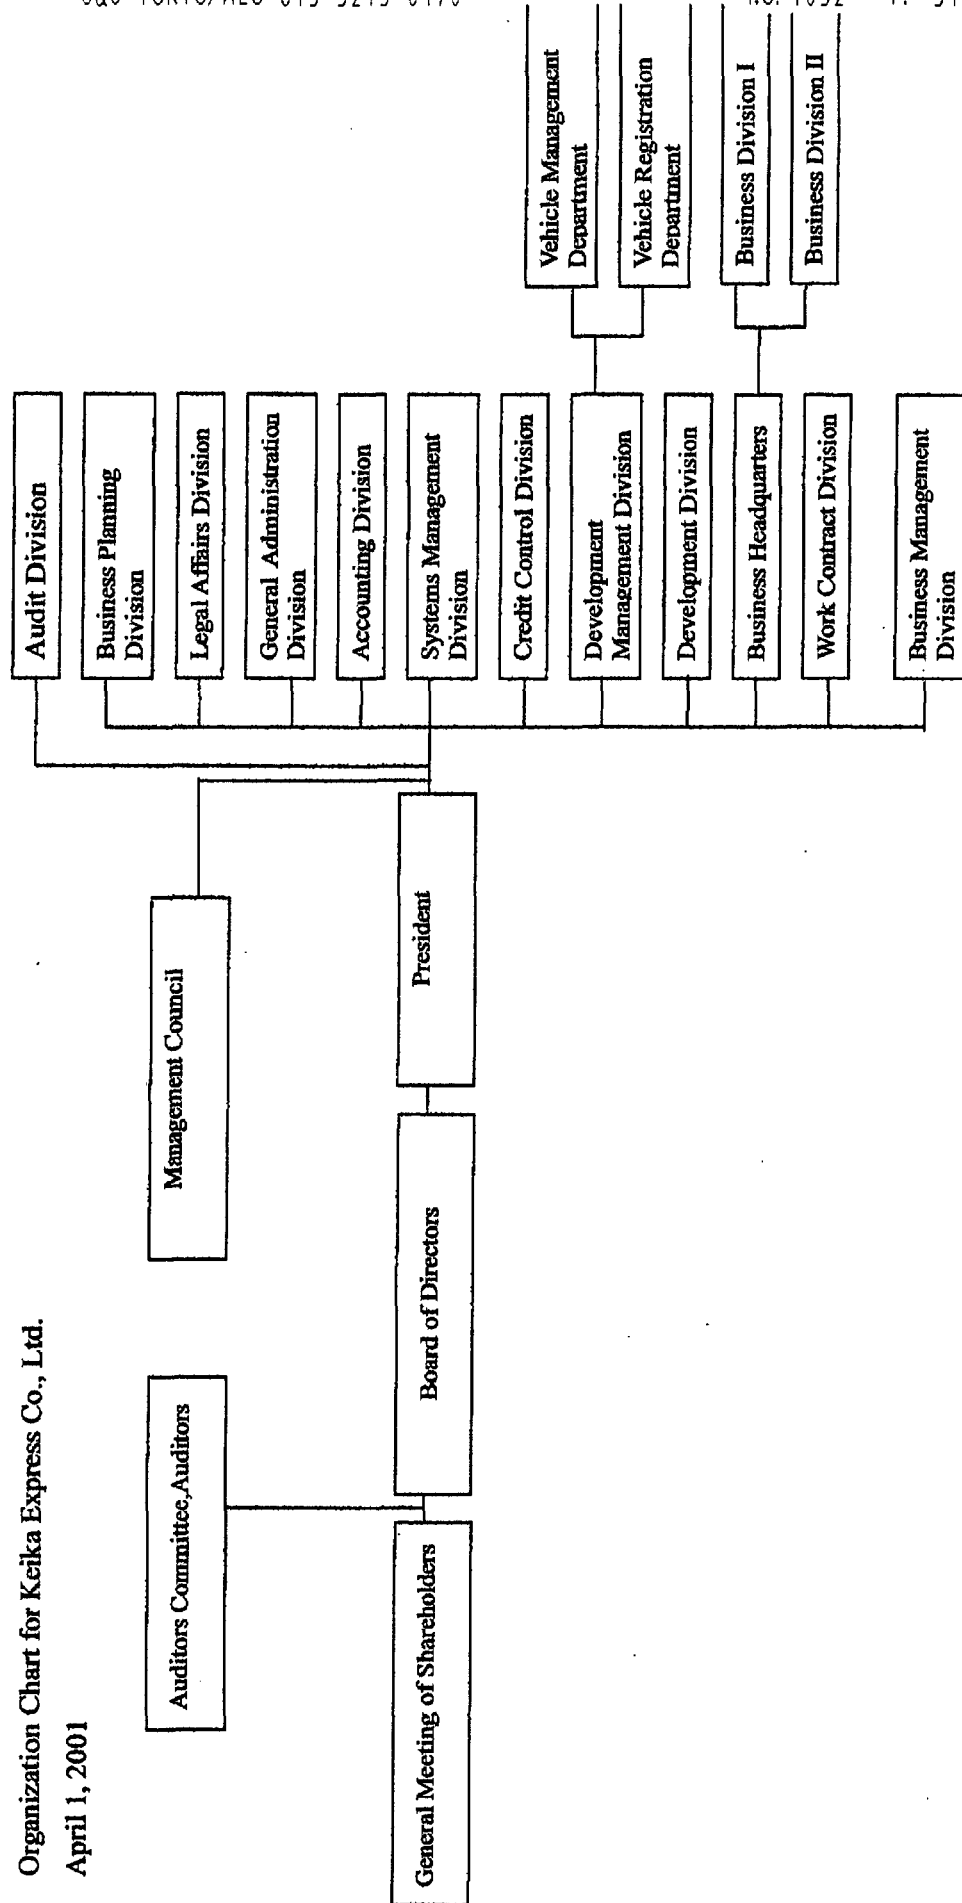 Organization Chart for Keika Express Co., Ltd.
April 1, 2001
General Meeting of Shareholders
Auditors Committee,Auditors
Board of Directors
Management Council
President
Audit Division
Business Planning
Division
Legal Affairs Division
General Administration
Division
Accounting Division
Systems Management
Division
Credit Control Division
Development
Management Division
Development Division
Business Headquarters
Work Contract Division
Business Management
Division
Vehicle Management
Department
Vehicle Registration
Department
Business Division I
Business Division II